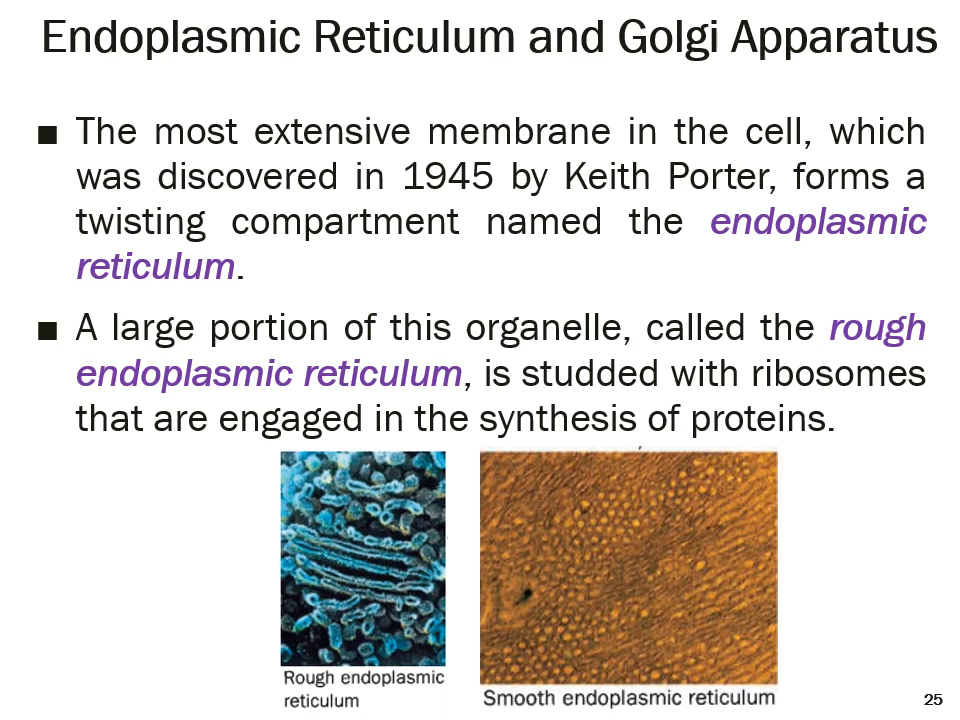 Endoplasmic Reticulum and Golgi Apparatus
■ The most extensive membrane in the cell, which
was discovered in 1945 by Keith Porter, forms a
twisting compartment named the endoplasmic
reticulum.
■ A large portion of this organelle, called the rough
endoplasmic reticulum, is studded with ribosomes
that are engaged in the synthesis of proteins.
Rough endoplasmic
reticulum
Smooth endoplasmic reticulum
25